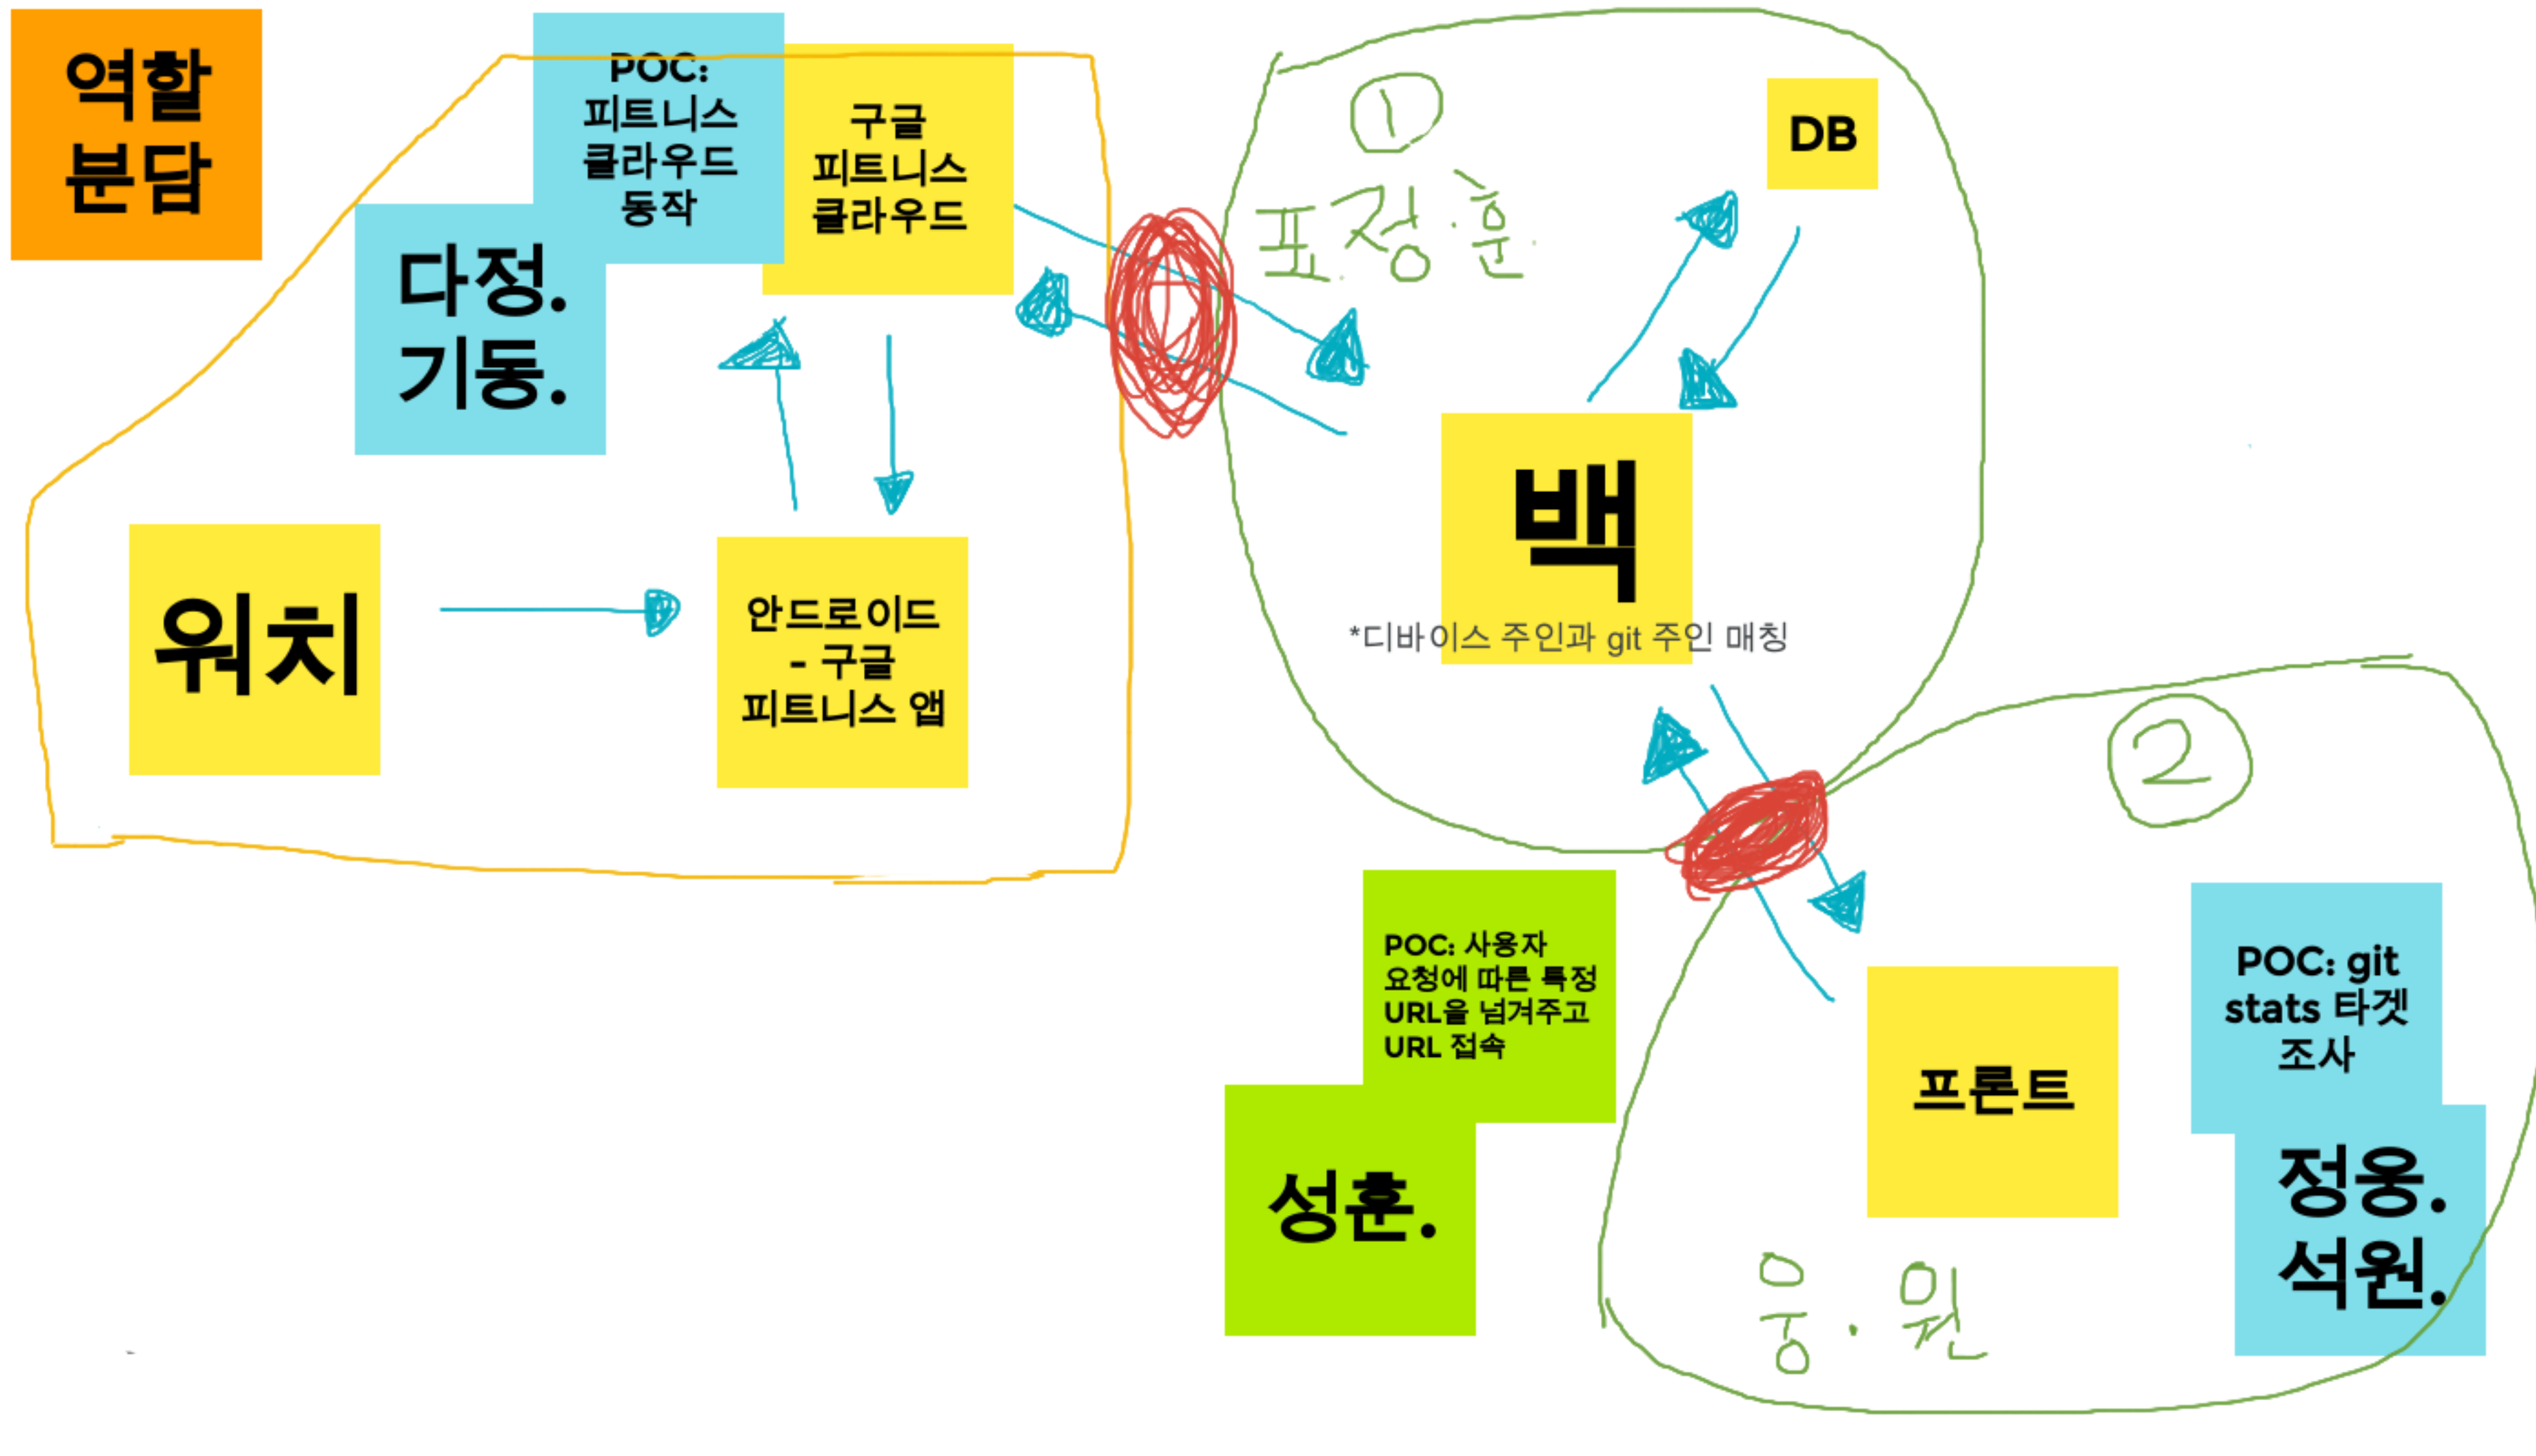 역할
분담
POC:
피트니스
클라우드
동작
구글
피트니스
클라우드
다정.
기동.
워치
안드로이드
- 구글
피트니스 앱
1
표.정.훈.
DB
백
*디바이스 주인과 git 주인 매칭
2
POC: 사용자
요청에 따른 특정
URL을 넘겨주고
URL 접속
성훈.
프론트
POC: git
stats 타겟
조사
정웅.
석원.
웅.원